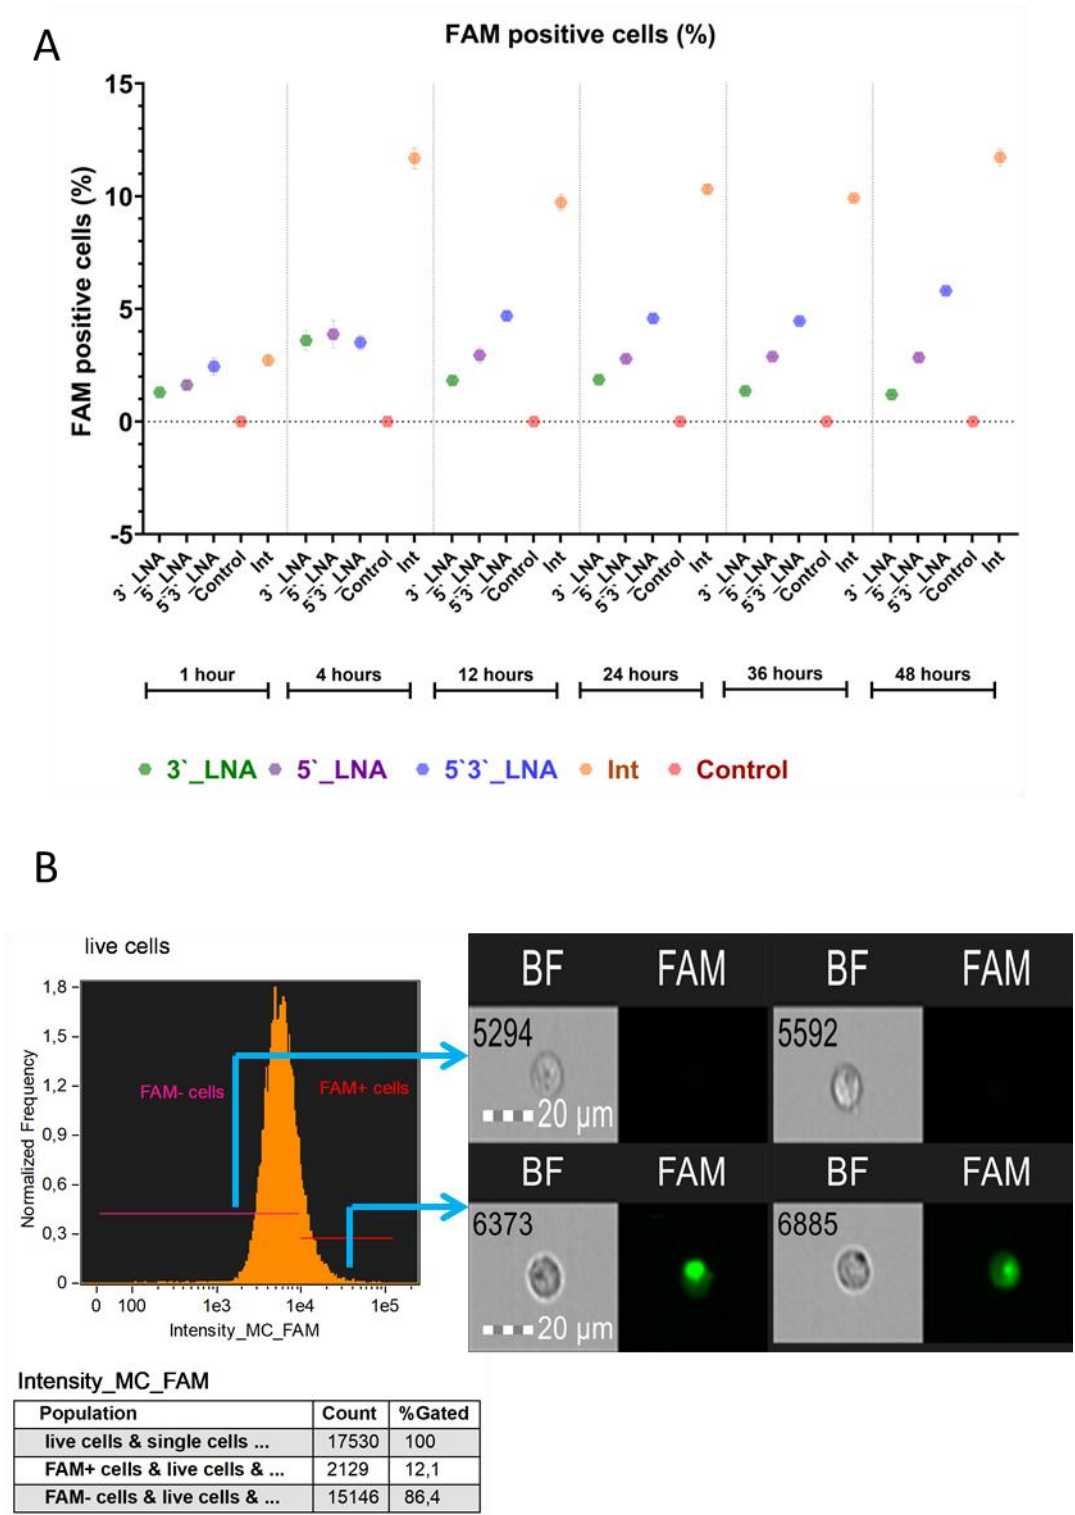 A
FAM positive cells (%)
FAM positive cells (%)
15
10
5
0
-5
3`_LNA 5`_LNA 5`3`_LNA Control Int 3`_LNA 5`_LNA 5`3`_LNA Control Int 3`_LNA 5`_LNA 5`3`_LNA Control Int 3`_LNA 5`_LNA 5`3`_LNA Control Int 3`_LNA 5`_LNA 5`3`_LNA Control Int 3`_LNA 5`_LNA 5`3`_LNA Control Int
1 hour 4 hours 12 hours 24 hours 36 hours 48 hours
3`_LNA 5`_LNA 5`3`_LNA Int Control
B
live cells
Normalized Frequency
1,8
1,5
1,2
0,9
0,6
0,3
0
FAM- cells FAM+ cells
0 100 1e3 1e4 1e5
Intensity_MC_FAM
BF FAM BF FAM
5294 5592
20 µm
BF FAM BF FAM
6373 6885
20 µm
Intensity_MC_FAM
Population Count %Gated
live cells & single cells ... 17530 100
FAM+ cells & live cells & ... 2129 12,1
FAM- cells & live cells & ... 15146 86,4